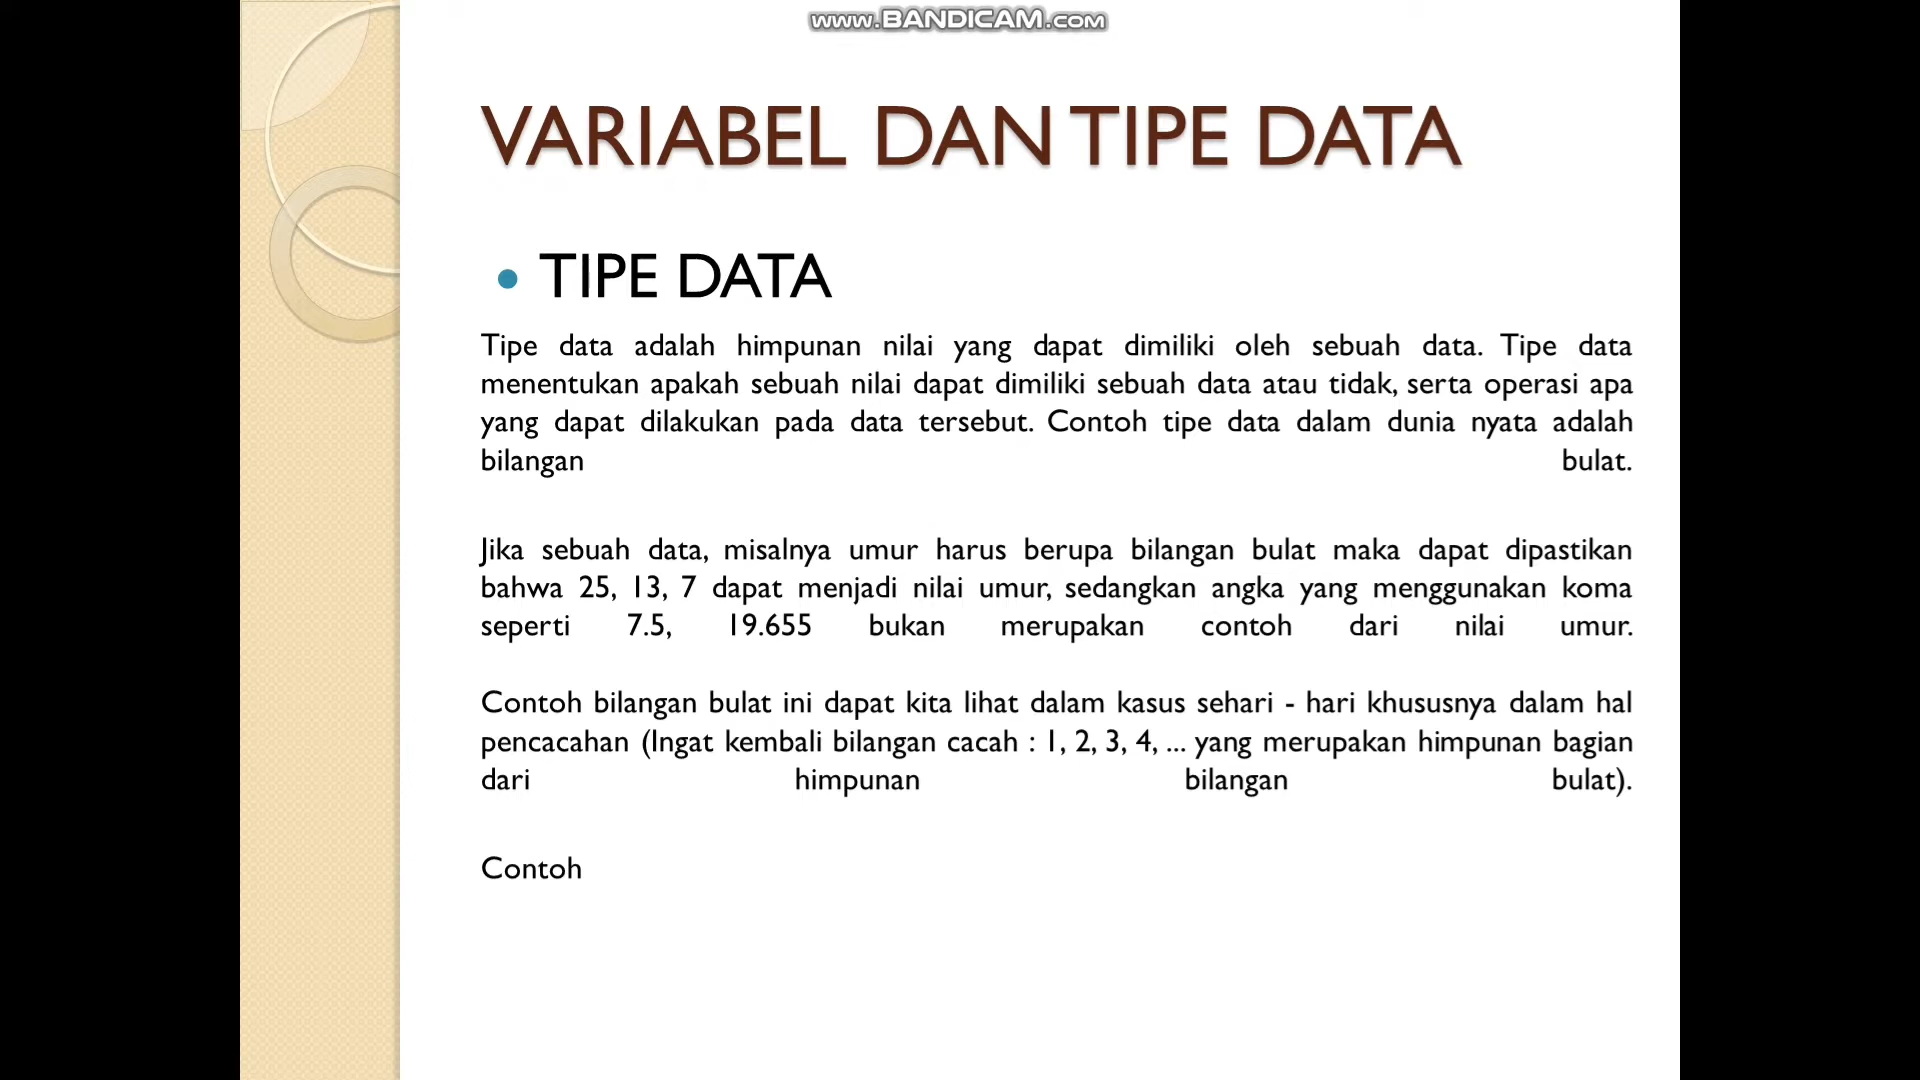 www.BANDICAM.com
VARIABEL DAN TIPE DATA
• TIPE DATA
Tipe data adalah himpunan nilai yang dapat dimiliki oleh sebuah data. Tipe data
menentukan apakah sebuah nilai dapat dimiliki sebuah data atau tidak, serta operasi apa
yang dapat dilakukan pada data tersebut. Contoh tipe data dalam dunia nyata adalah
bilangan bulat.
Jika sebuah data, misalnya umur harus berupa bilangan bulat maka dapat dipastikan
bahwa 25, 13, 7 dapat menjadi nilai umur, sedangkan angka yang menggunakan koma
seperti 7.5, 19.655 bukan merupakan contoh dari nilai umur.
Contoh bilangan bulat ini dapat kita lihat dalam kasus sehari - hari khususnya dalam hal
pencacahan (Ingat kembali bilangan cacah : 1, 2, 3, 4, ... yang merupakan himpunan bagian
dari himpunan bilangan bulat).
Contoh